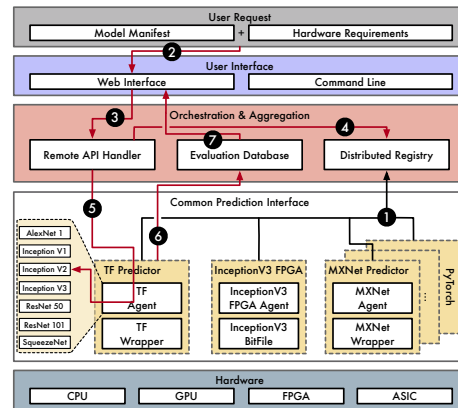 User Request
Model Manifest
+
Hardware Requirements
2
User Interface
Web Interface
Command Line
3
Orchestration & Aggregation
4
7
Remote API Handler
Evaluation Database
Distributed Registry
5
Common Prediction Interface
1
6
AlexNet 1
Inception V1
Inception V2
Inception V3
ResNet 50
ResNet 101
SqueezeNet
TF Predictor
TF
Agent
TF
Wrapper
InceptionV3 FPGA
InceptionV3
FPGA Agent
InceptionV3
BitFile
MXNet Predictor
MXNet
Agent
MXNet
Wrapper
...
PyTorch
Hardware
CPU
GPU
FPGA
ASIC